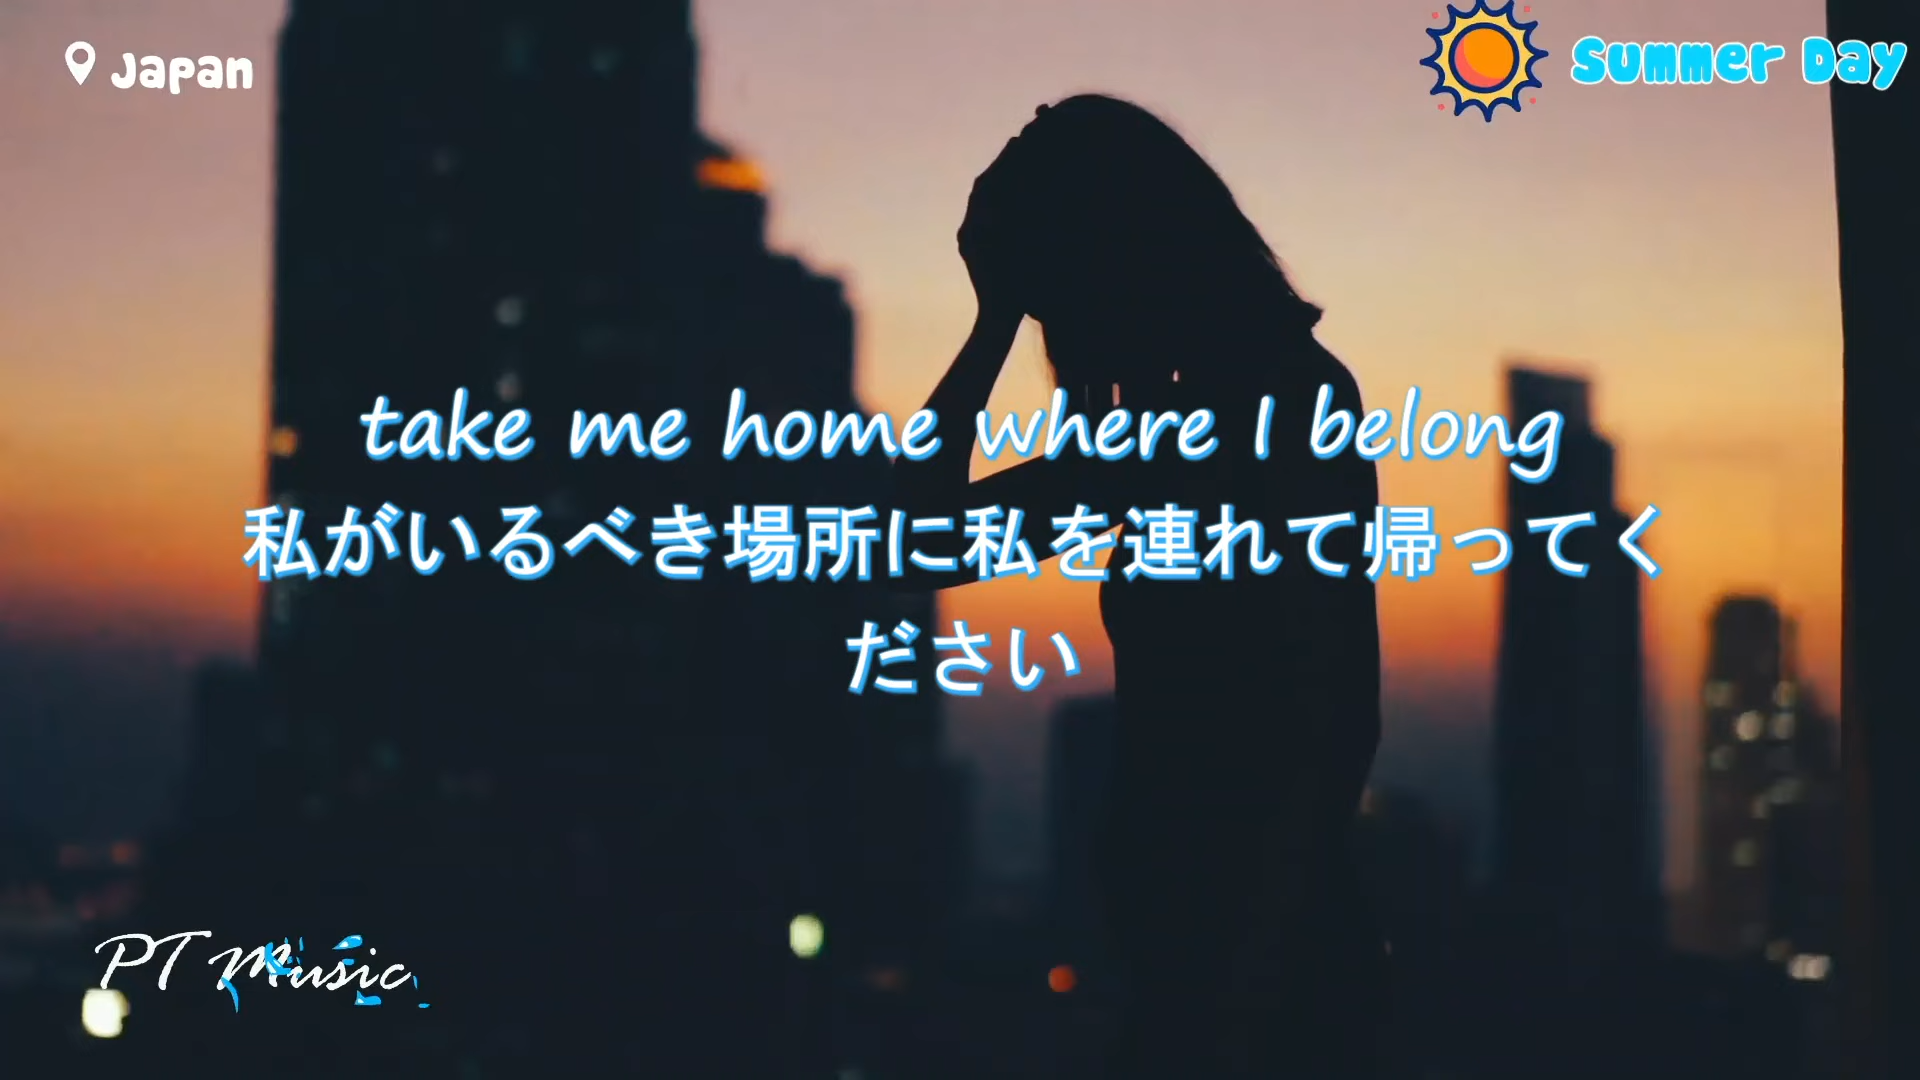 Japan
Summer Day
take me home where I belong
私がいるべき場所に私を連れて帰ってく
ださい
PT Music